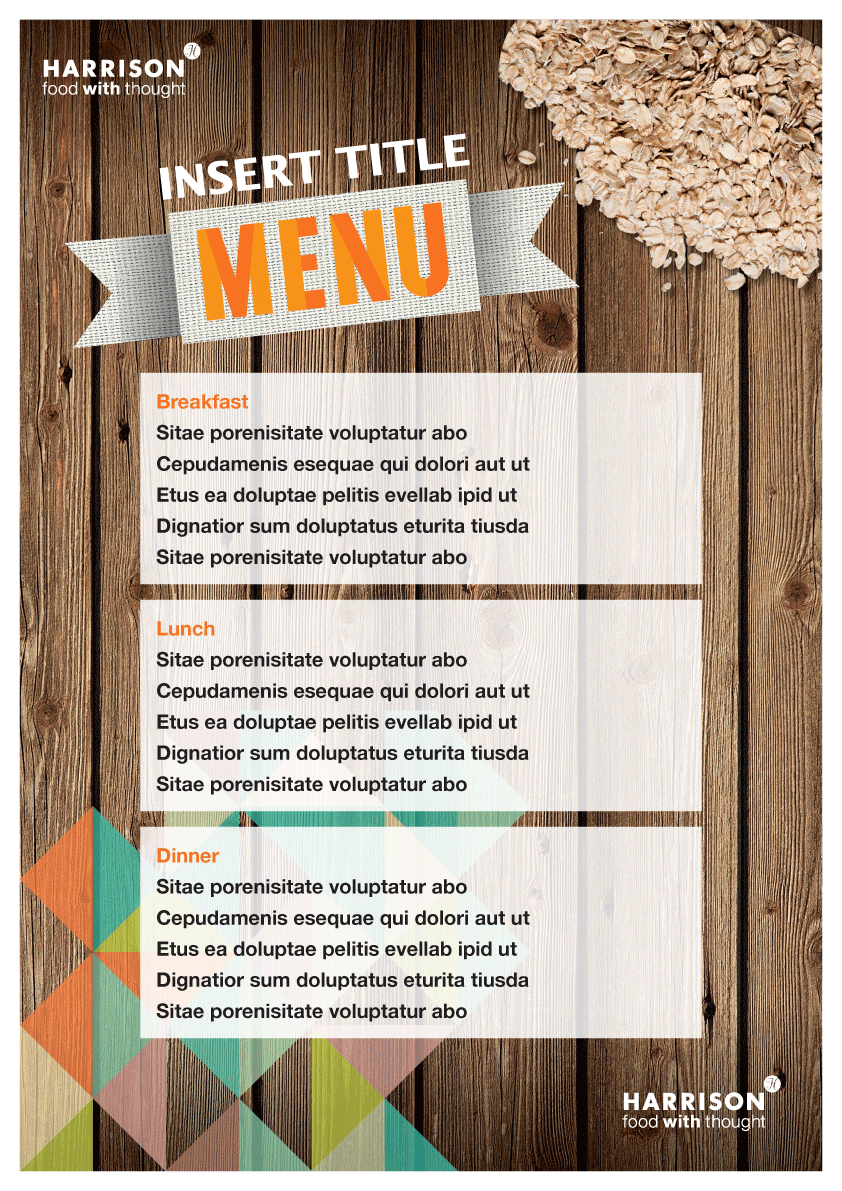 HARRISON
food with thought
INSERT TITLE
MENU
Breakfast
Sitae porenisitate voluptatur abo
Cepudamenis esequae qui dolori aut ut
Etus ea doluptae pelitis evellab ipid ut
Dignatior sum doluptatus eturita tiusda
Sitae porenisitate voluptatur abo
Lunch
Sitae porenisitate voluptatur abo
Cepudamenis esequae qui dolori aut ut
Etus ea doluptae pelitis evellab ipid ut
Dignatior sum doluptatus eturita tiusda
Sitae porenisitate voluptatur abo
Dinner
Sitae porenisitate voluptatur abo
Cepudamenis esequae qui dolori aut ut
Etus ea doluptae pelitis evellab ipid ut
Dignatior sum doluptatus eturita tiusda
Sitae porenisitate voluptatur abo
HARRISON
food with thought